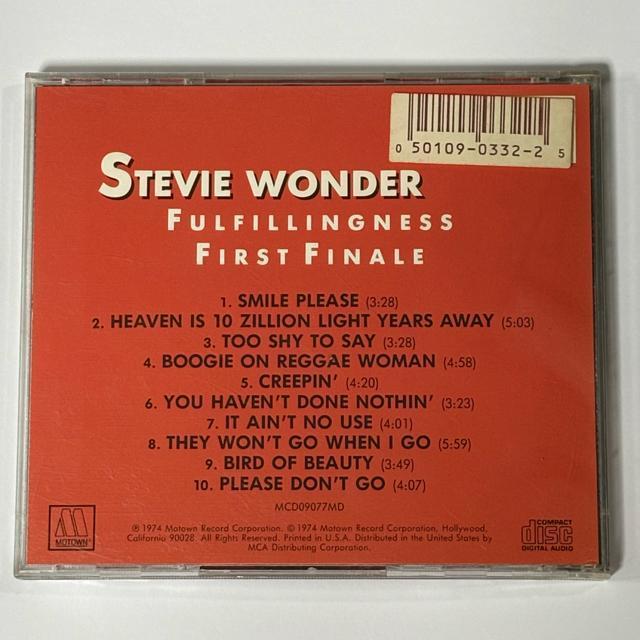 0 50109-0332-2 5
STEVIE WONDER
FULFILLINGNESS
FIRST FINALE
1. SMILE PLEASE (3:28)
2. HEAVEN IS 10 ZILLION LIGHT YEARS AWAY (5:03)
3. TOO SHY TO SAY (3:28)
4. BOOGIE ON REGGAE WOMAN (4:58)
5. CREEPIN' (4:20)
6. YOU HAVEN'T DONE NOTHIN' (3:23)
7. IT AIN'T NO USE (4:01)
8. THEY WON'T GO WHEN I GO (5:59)
9. BIRD OF BEAUTY (3:49)
10. PLEASE DON'T GO (4:07)
MCD09077MD
℗ 1974 Motown Record Corporation. © 1974 Motown Record Corporation, Hollywood,
California 90028. All Rights Reserved. Printed in U.S.A. Distributed in the United States by
MCA Distributing Corporation.
M
MOTOWN®
COMPACT
disc
DIGITAL AUDIO